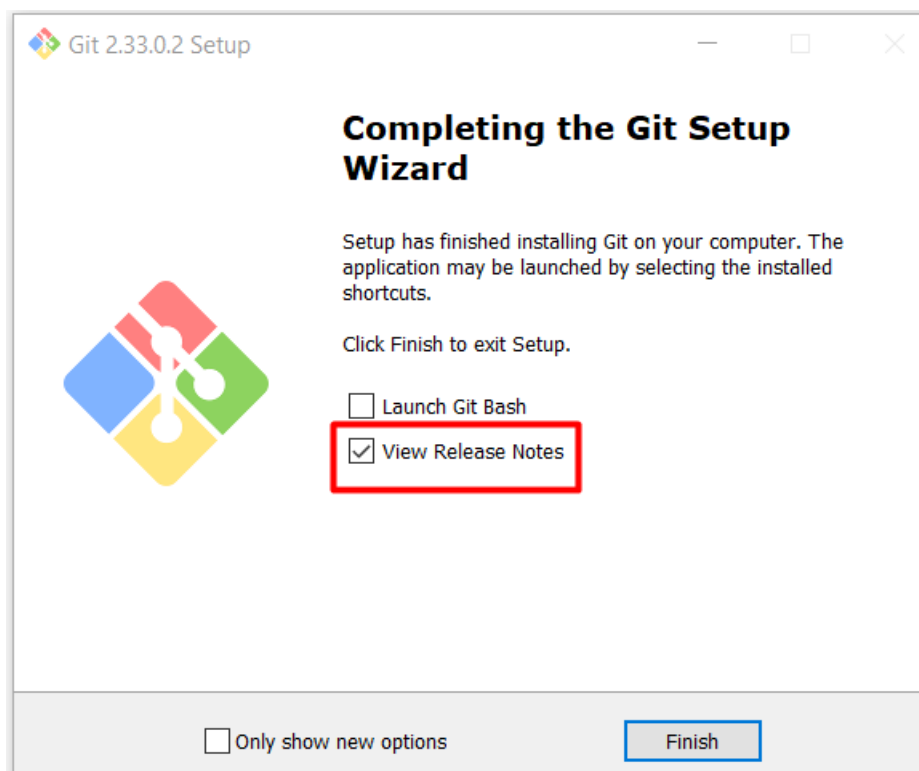 Git 2.33.0.2 Setup
Completing the Git Setup
Wizard
Setup has finished installing Git on your computer. The
application may be launched by selecting the installed
shortcuts.
Click Finish to exit Setup.
Launch Git Bash
View Release Notes
Only show new options
Finish